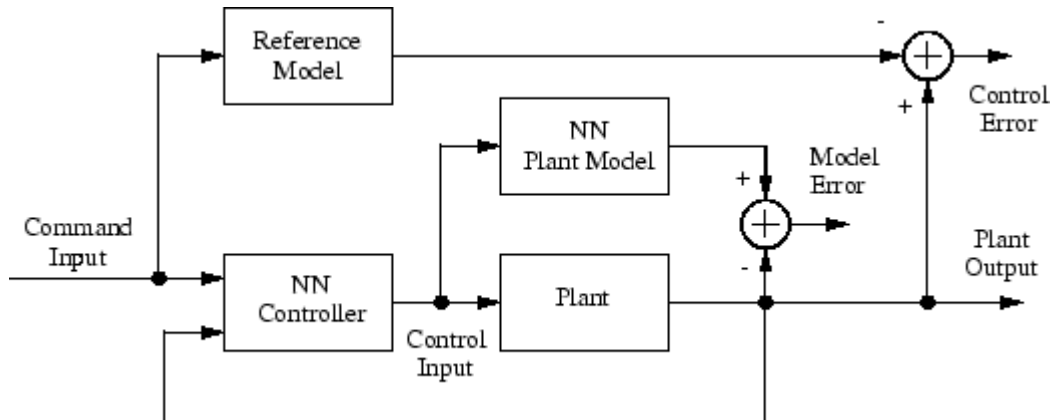 Reference
Model
-
+
Control
Error
NN
Plant Model
+
Model
Error
-
Command
Input
NN
Controller
Control
Input
Plant
Plant
Output